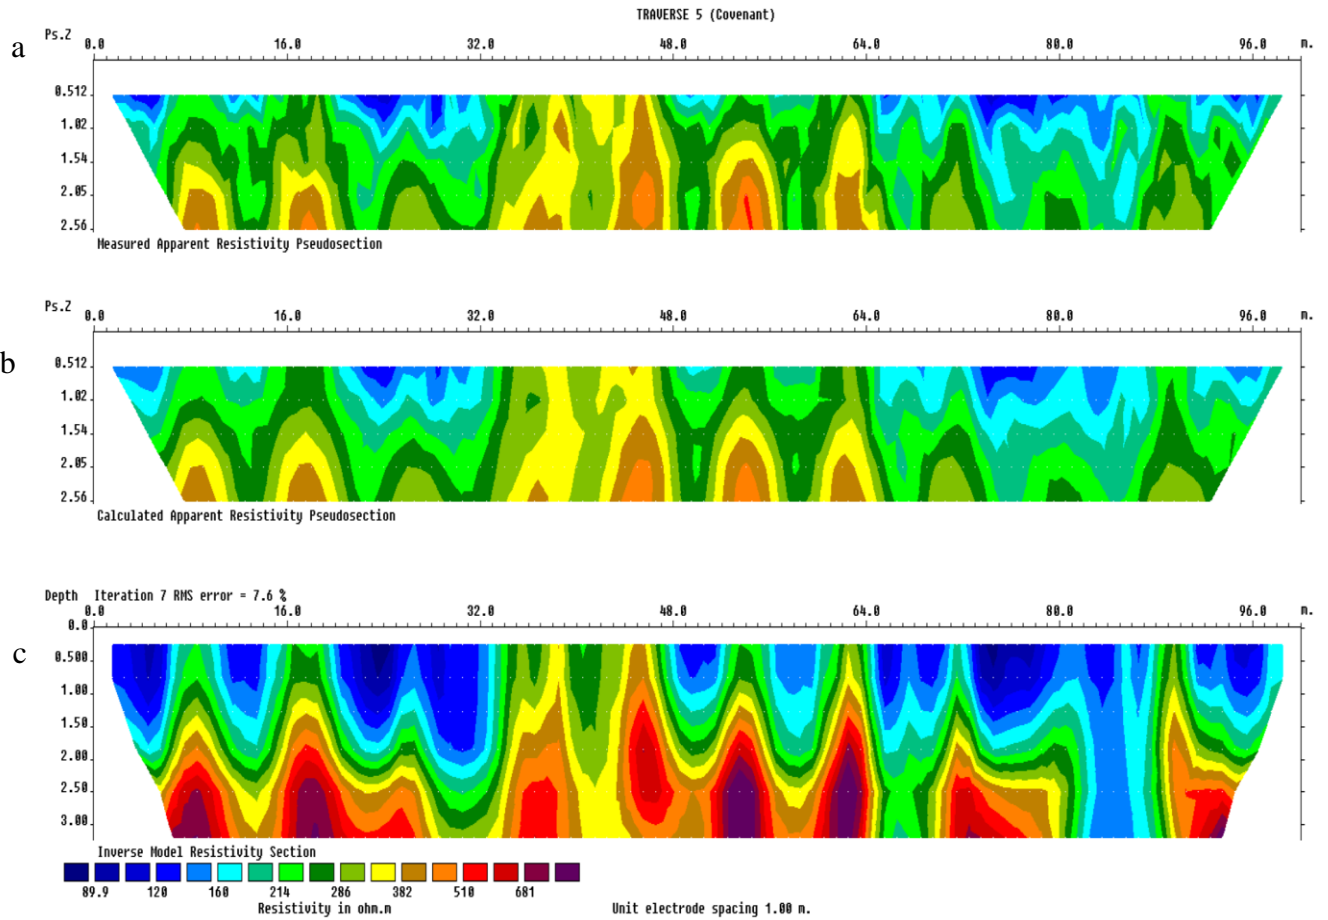 TRAVERSE 5 (Covenant)
a
Ps.Z 0.0 16.0 32.0 48.0 64.0 80.0 96.0 m.
0.512
1.02
1.54
2.05
2.56
Measured Apparent Resistivity Pseudosection
b
Ps.Z 0.0 16.0 32.0 48.0 64.0 80.0 96.0 m.
0.512
1.02
1.54
2.05
2.56
Calculated Apparent Resistivity Pseudosection
c
Depth Iteration 7 RMS error = 7.6 %
0.0 16.0 32.0 48.0 64.0 80.0 96.0 m.
0.0
0.500
1.00
1.50
2.00
2.50
3.00
Inverse Model Resistivity Section
89.9 120 160 214 286 382 510 681
Resistivity in ohm.m Unit electrode spacing 1.00 m.